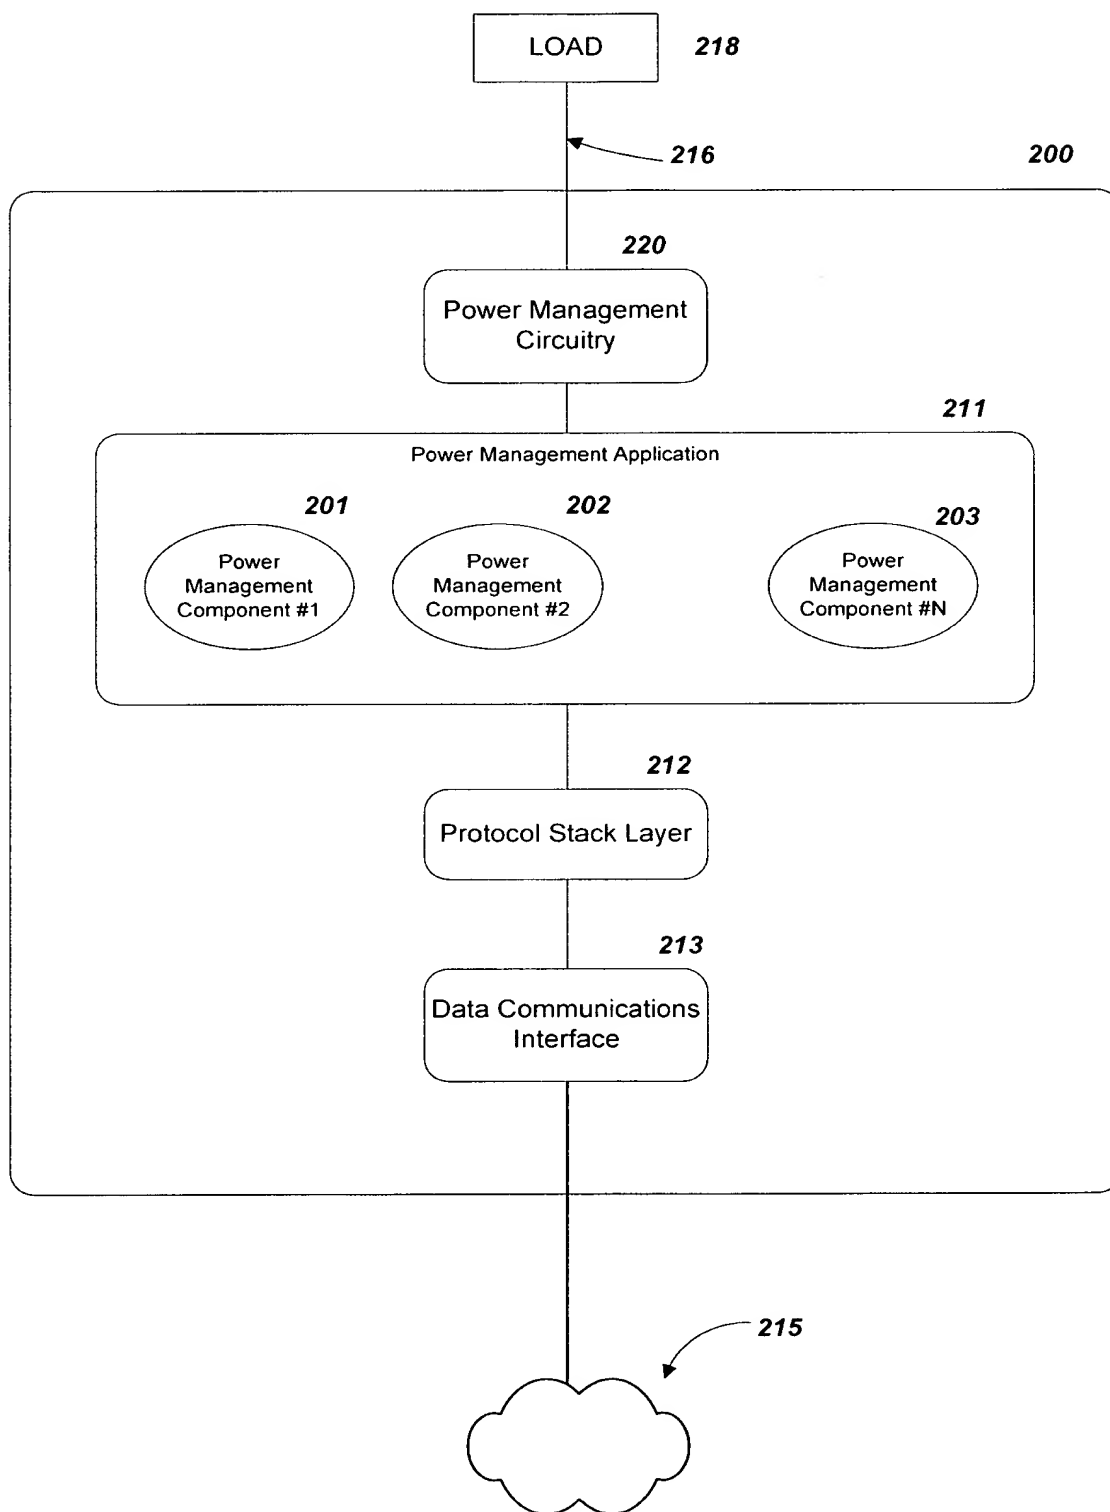 LOAD
218
216
200
220
Power Management
Circuitry
211
Power Management Application
201
202
203
Power
Management
Component #1
Power
Management
Component #2
Power
Management
Component #N
212
Protocol Stack Layer
213
Data Communications
Interface
215